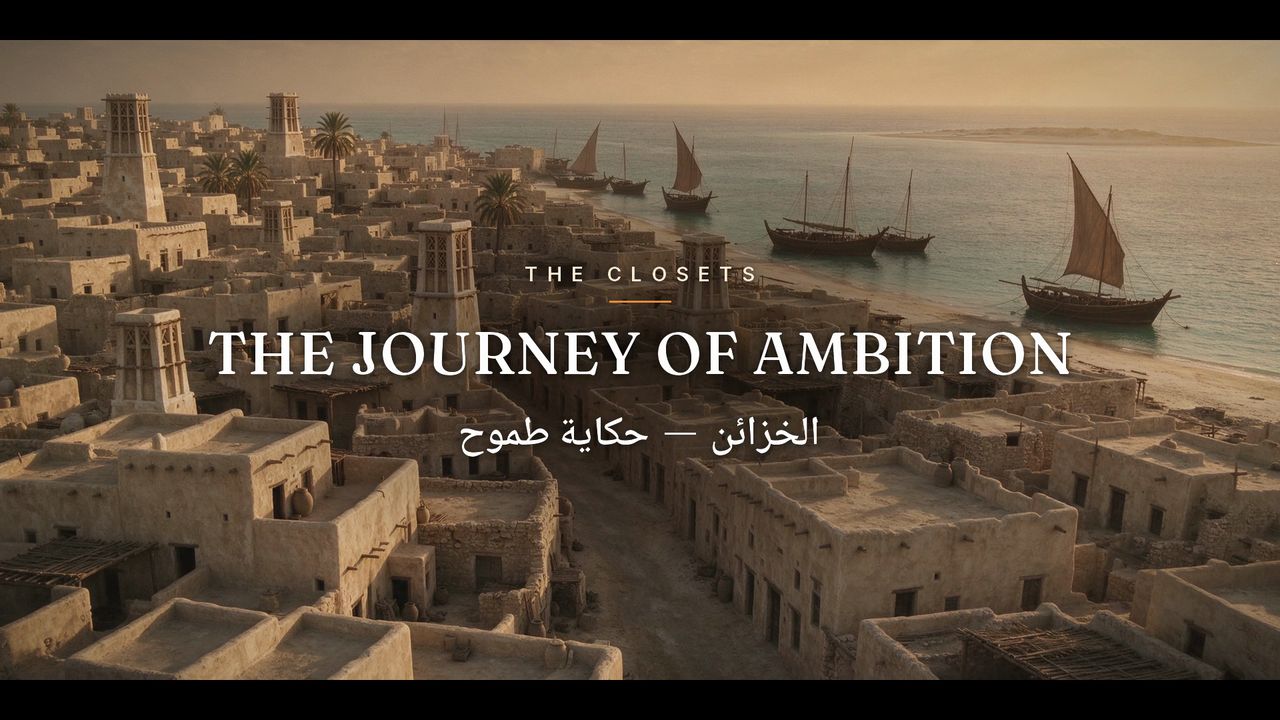 THE CLOSETS
THE JOURNEY OF AMBITION
الخزائن — حكاية طموح